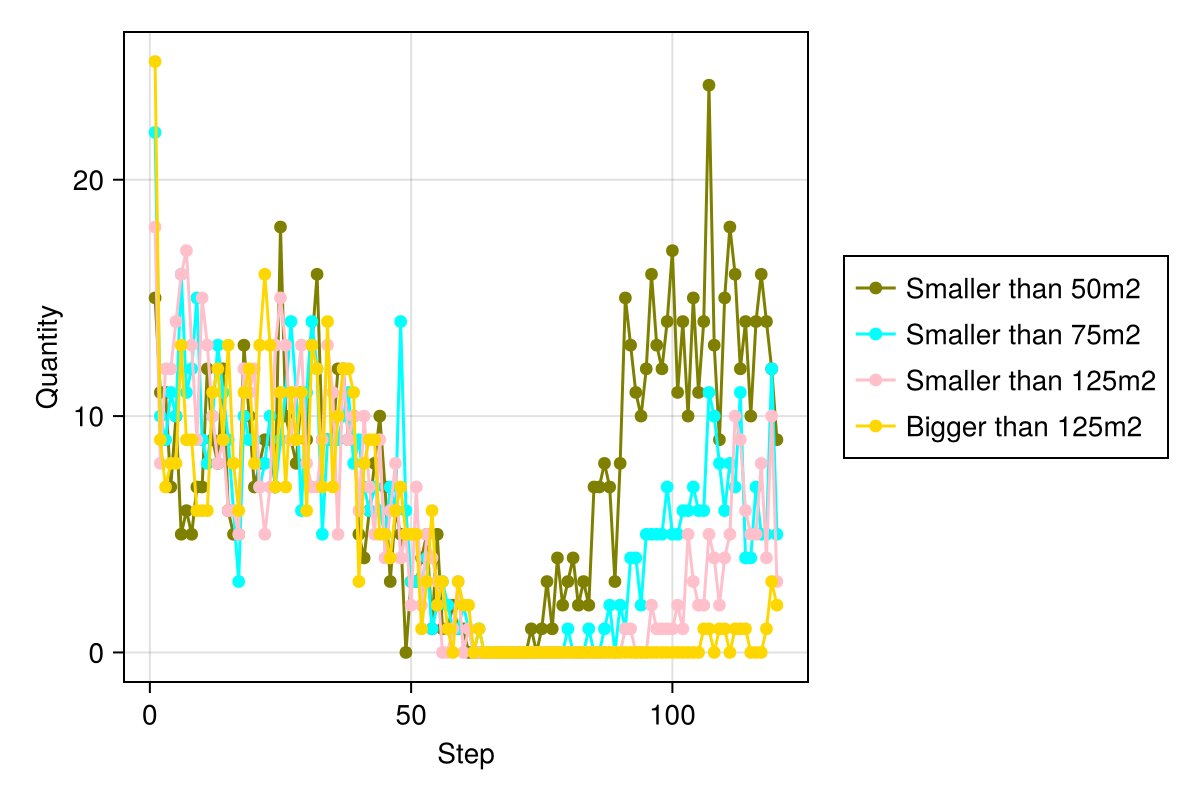 20
10
0
Quantity
0
50
100
Step
Smaller than 50m2
Smaller than 75m2
Smaller than 125m2
Bigger than 125m2